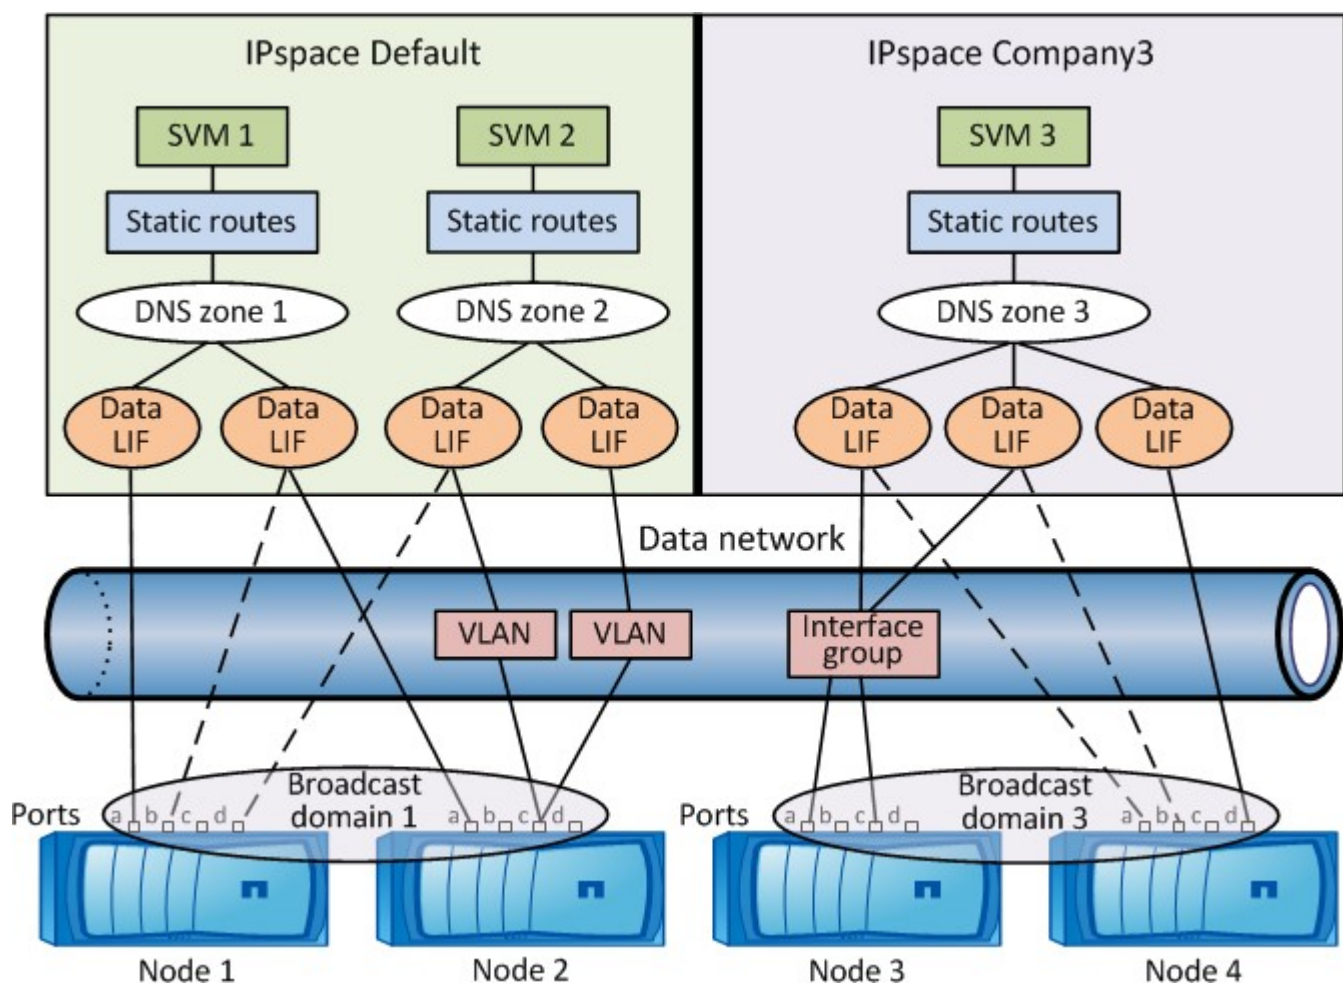 IPspace Default
IPspace Company3
SVM 1
SVM 2
SVM 3
Static routes
Static routes
Static routes
DNS zone 1
DNS zone 2
DNS zone 3
Data
LIF
Data
LIF
Data
LIF
Data
LIF
Data
LIF
Data
LIF
Data
LIF
Data network
VLAN
VLAN
Interface
group
Broadcast
domain 1
Broadcast
domain 3
Ports
a b c d
a b c d
Ports
a b c d
a b c d
Node 1
Node 2
Node 3
Node 4